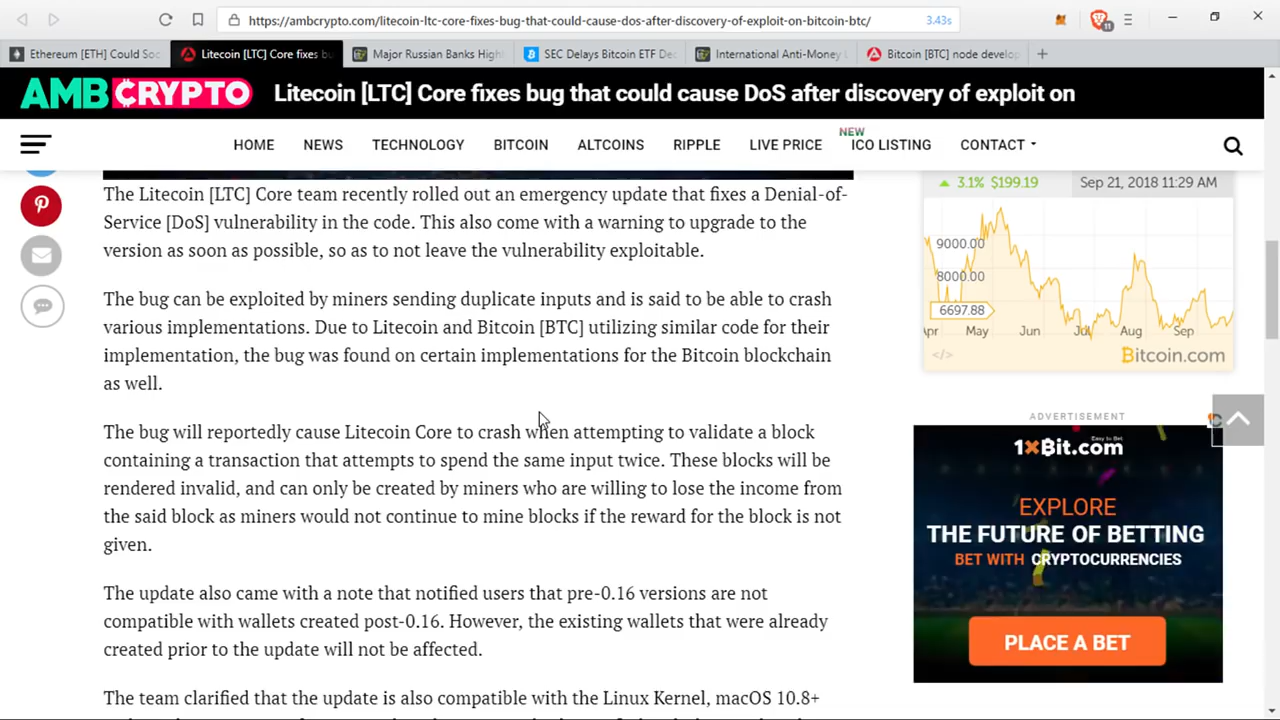 https://ambcrypto.com/litecoin-ltc-core-fixes-bug-that-could-cause-dos-after-discovery-of-exploit-on-bitcoin-btc/
3.43s
11
Ethereum [ETH] Could Soo
Litecoin [LTC] Core fixes bu
Major Russian Banks High
SEC Delays Bitcoin ETF Dec
International Anti-Money L
Bitcoin [BTC] node develop
AMBCRYPTO
Litecoin [LTC] Core fixes bug that could cause DoS after discovery of exploit on
HOME
NEWS
TECHNOLOGY
BITCOIN
ALTCOINS
RIPPLE
LIVE PRICE
NEW
ICO LISTING
CONTACT
The Litecoin [LTC] Core team recently rolled out an emergency update that fixes a Denial-of-
Service [DoS] vulnerability in the code. This also come with a warning to upgrade to the
version as soon as possible, so as to not leave the vulnerability exploitable.
The bug can be exploited by miners sending duplicate inputs and is said to be able to crash
various implementations. Due to Litecoin and Bitcoin [BTC] utilizing similar code for their
implementation, the bug was found on certain implementations for the Bitcoin blockchain
as well.
The bug will reportedly cause Litecoin Core to crash when attempting to validate a block
containing a transaction that attempts to spend the same input twice. These blocks will be
rendered invalid, and can only be created by miners who are willing to lose the income from
the said block as miners would not continue to mine blocks if the reward for the block is not
given.
The update also came with a note that notified users that pre-0.16 versions are not
compatible with wallets created post-0.16. However, the existing wallets that were already
created prior to the update will not be affected.
The team clarified that the update is also compatible with the Linux Kernel, macOS 10.8+
3.1% $199.19
Sep 21, 2018 11:29 AM
9000.00
8000.00
6697.88
Apr May Jun Jul Aug Sep
</>
Bitcoin.com
ADVERTISEMENT
1XBit.com
Easy to Bet
EXPLORE
THE FUTURE OF BETTING
BET WITH CRYPTOCURRENCIES
PLACE A BET